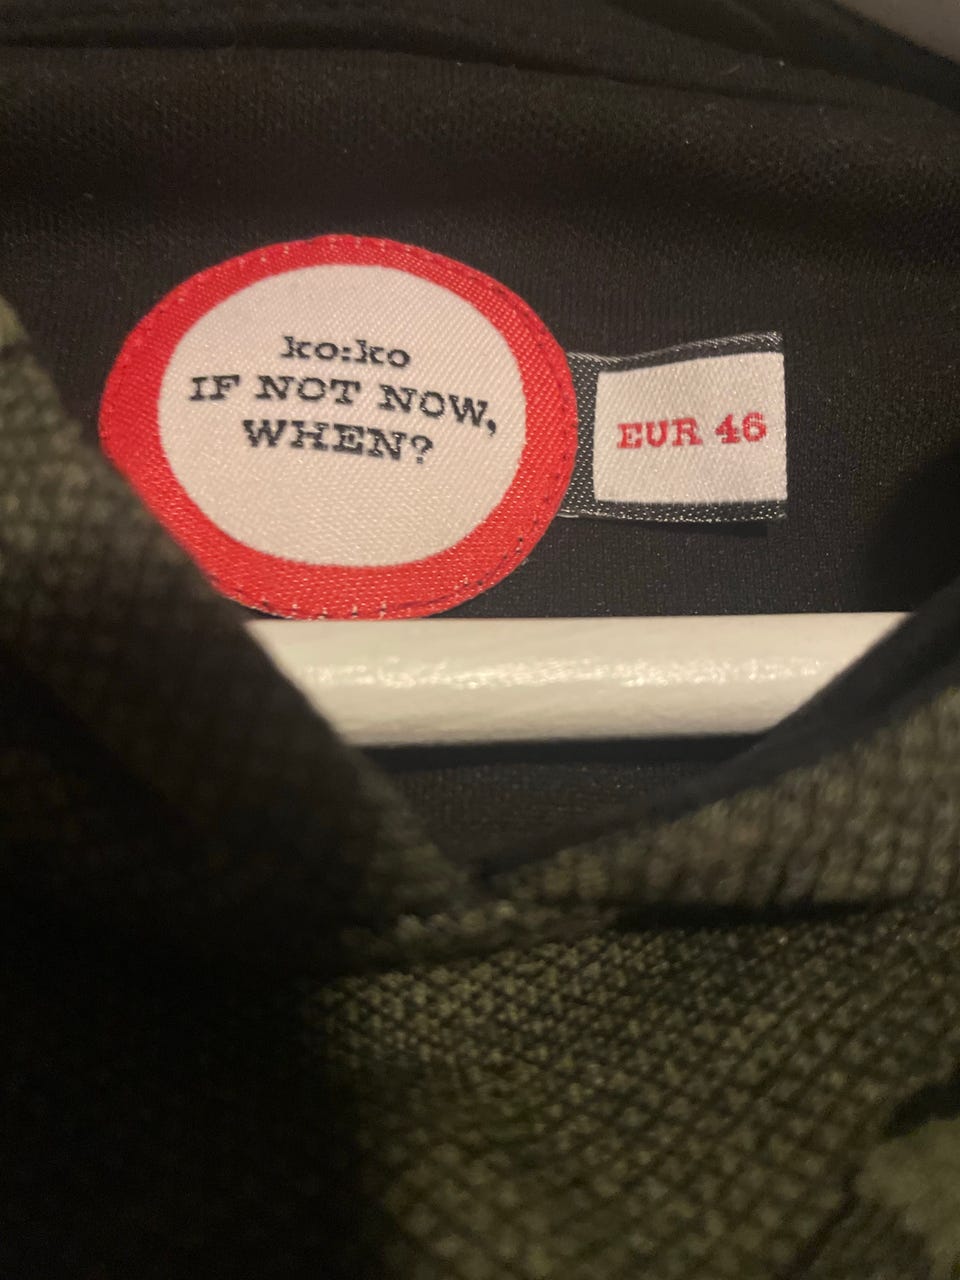 ko:ko
IF NOT NOW,
WHEN?
EUR 46